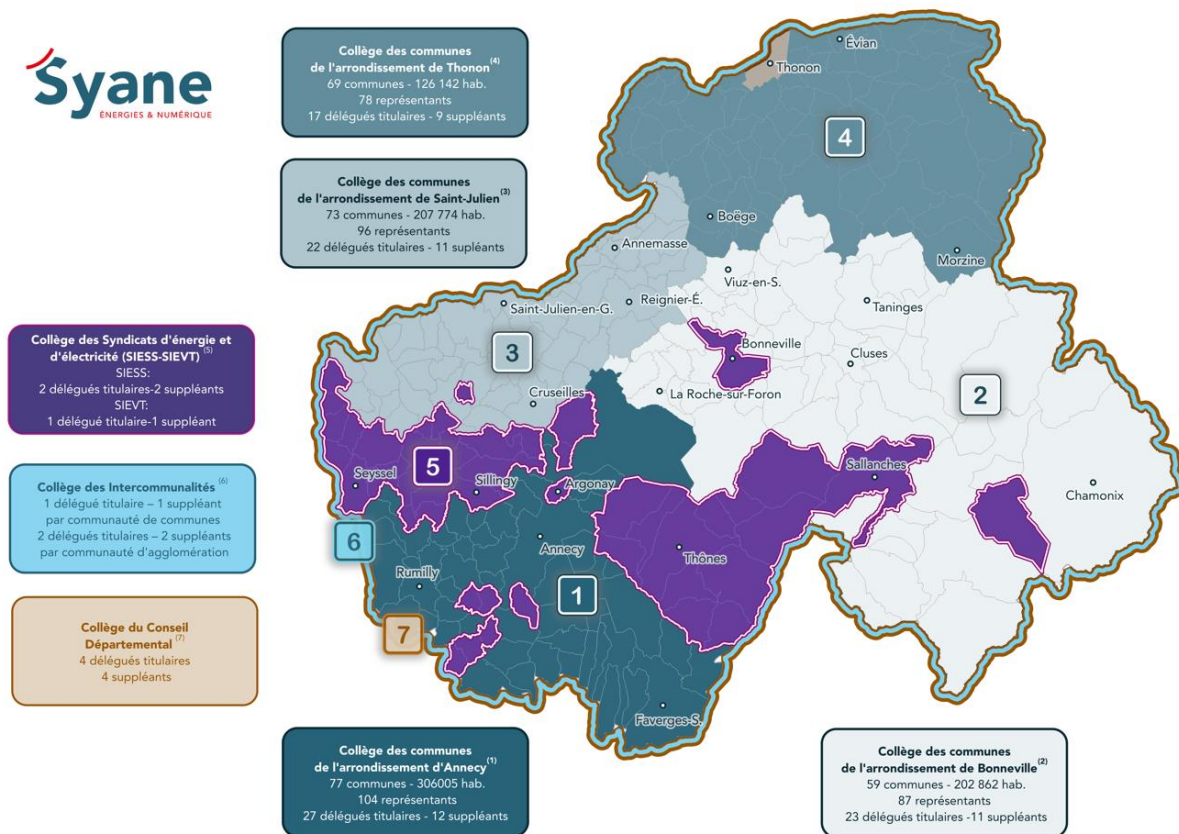 Syane
ÉNERGIES & NUMÉRIQUE
Collège des communes
de l'arrondissement de Thonon(4)
69 communes - 126 142 hab.
78 représentants
17 délégués titulaires - 9 suppléants
Collège des communes
de l'arrondissement de Saint-Julien(3)
73 communes - 207 774 hab.
96 représentants
22 délégués titulaires - 11 supléants
Collège des Syndicats d'énergie et
d'électricité (SIESS-SIEVT) (5)
SIESS:
2 délégués titulaires-2 suppléants
SIEVT:
1 délégué titulaire-1 suppléant
Collège des Intercommunalités (6)
1 délégué titulaire – 1 suppléant
par communauté de communes
2 délégués titulaires – 2 suppléants
par communauté d'agglomération
Collège du Conseil
Départemental (7)
4 délégués titulaires
4 suppléants
Collège des communes
de l'arrondissement d'Annecy(1)
77 communes - 306005 hab.
104 représentants
27 délégués titulaires - 12 suppléants
Collège des communes
de l'arrondissement de Bonneville(2)
59 communes - 202 862 hab.
87 représentants
23 délégués titulaires -11 suppléants
Évian
Thonon
4
Boëge
Annemasse
Morzine
Viuz-en-S.
Saint-Julien-en-G.
Reignier-É.
Taninges
3
Bonneville
Cluses
Cruseilles
La Roche-sur-Foron
2
5
Seyssel
Sillingy
Argonay
Sallanches
Chamonix
6
Annecy
Thônes
Rumilly
1
7
Faverges-S.